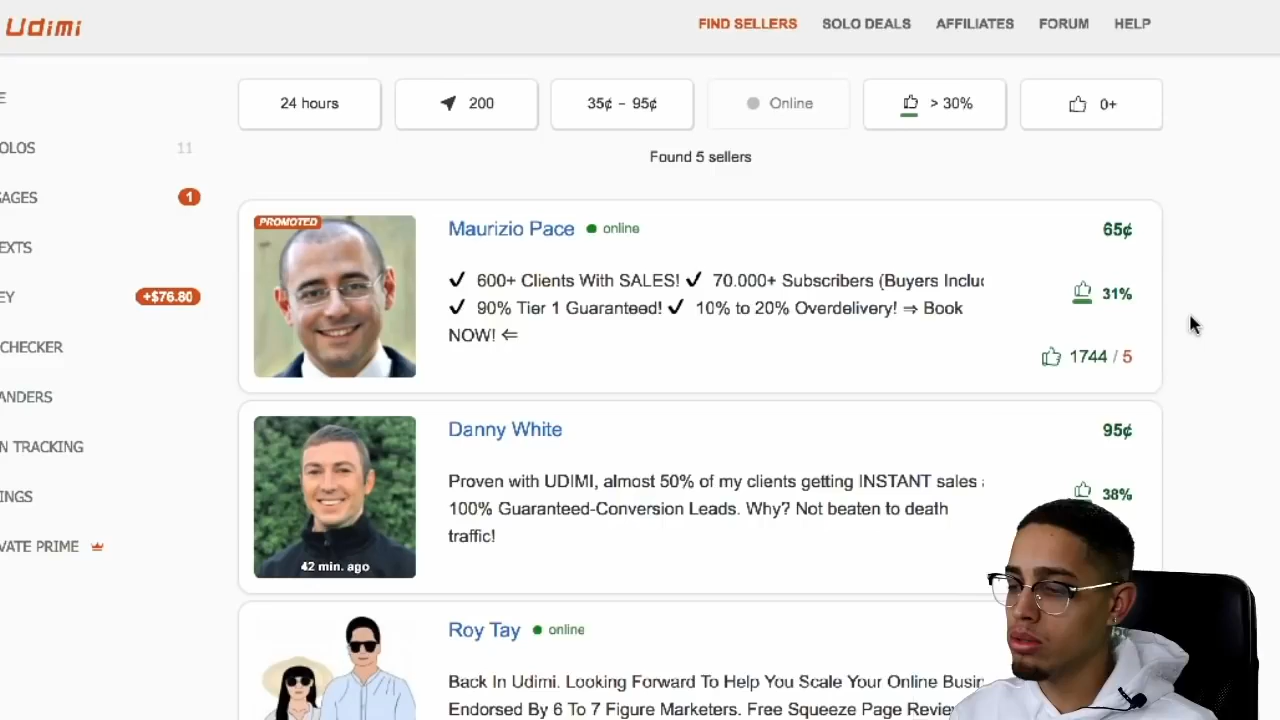 Udimi
FIND SELLERS SOLO DEALS AFFILIATES FORUM HELP
24 hours 200 35¢ - 95¢ Online > 30% 0+
Found 5 sellers
E
OLOS 11
AGES 1
EXTS
EY +$76.80
CHECKER
ANDERS
N TRACKING
INGS
VATE PRIME
PROMOTED
Maurizio Pace online 65¢
✔ 600+ Clients With SALES! ✔ 70.000+ Subscribers (Buyers Inclu
✔ 90% Tier 1 Guaranteed! ✔ 10% to 20% Overdelivery! ⇒ Book
NOW! ⇐
31%
1744 / 5
Danny White 95¢
Proven with UDIMI, almost 50% of my clients getting INSTANT sales
100% Guaranteed-Conversion Leads. Why? Not beaten to death
traffic!
38%
42 min. ago
Roy Tay online
Back In Udimi. Looking Forward To Help You Scale Your Online Busin
Endorsed By 6 To 7 Figure Marketers. Free Squeeze Page Revie